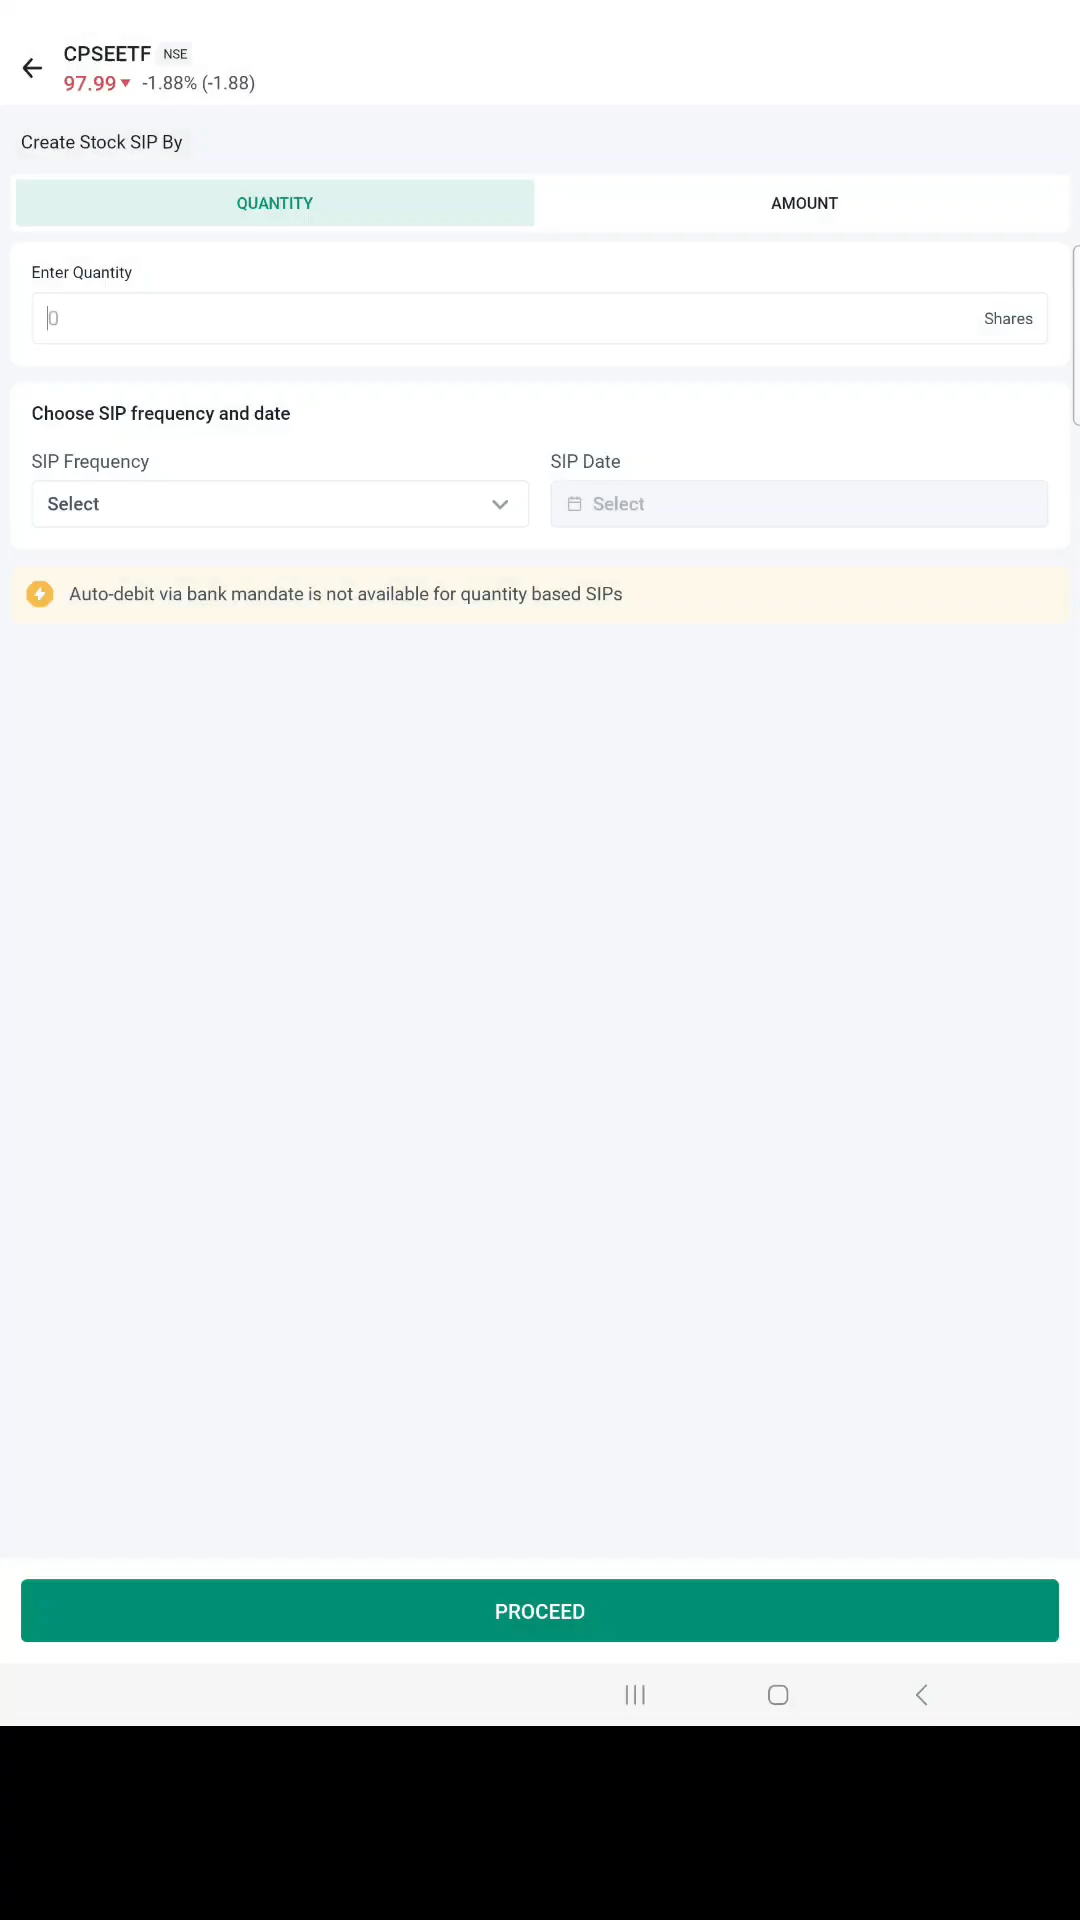 CPSEETF NSE
97.99 -1.88% (-1.88)
Create Stock SIP By
QUANTITY AMOUNT
Enter Quantity
0 Shares
Choose SIP frequency and date
SIP Frequency SIP Date
Select Select
Auto-debit via bank mandate is not available for quantity based SIPs
PROCEED